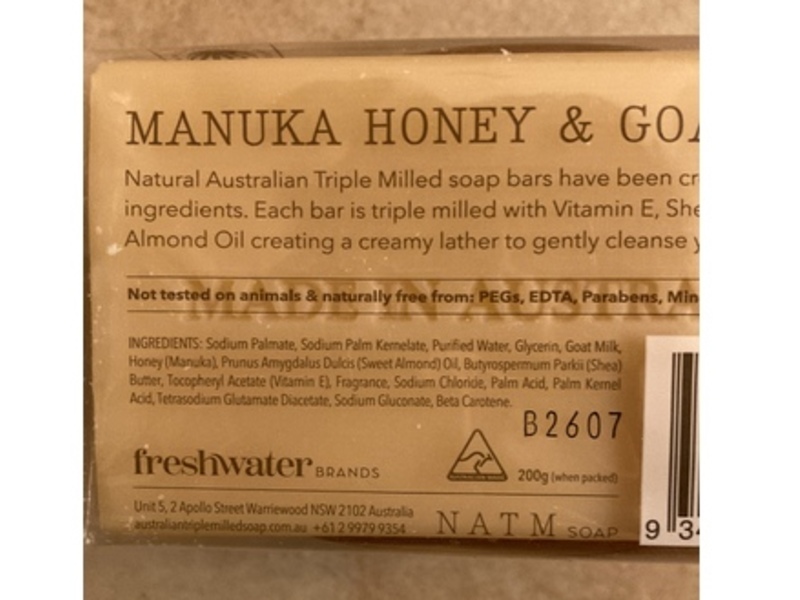 MANUKA HONEY & GOA
Natural Australian Triple Milled soap bars have been cr
ingredients. Each bar is triple milled with Vitamin E, She
Almond Oil creating a creamy lather to gently cleanse y
MADE IN AUSTRA
Not tested on animals & naturally free from: PEGs, EDTA, Parabens, Min
INGREDIENTS: Sodium Palmate, Sodium Palm Kernelate, Purified Water, Glycerin, Goat Milk,
Honey (Manuka), Prunus Amygdalus Dulcis (Sweet Almond) Oil, Butyrospermum Parkii (Shea)
Butter, Tocopheryl Acetate (Vitamin E), Fragrance, Sodium Chloride, Palm Acid, Palm Kernel
Acid, Tetrasodium Glutamate Diacetate, Sodium Gluconate, Beta Carotene.
B2607
freshwater BRANDS
200g (when packed)
Unit 5, 2 Apollo Street Warriewood NSW 2102 Australia
australiantriplemilledsoap.com.au +61 2 9979 9354
NATM SOAP
9 34